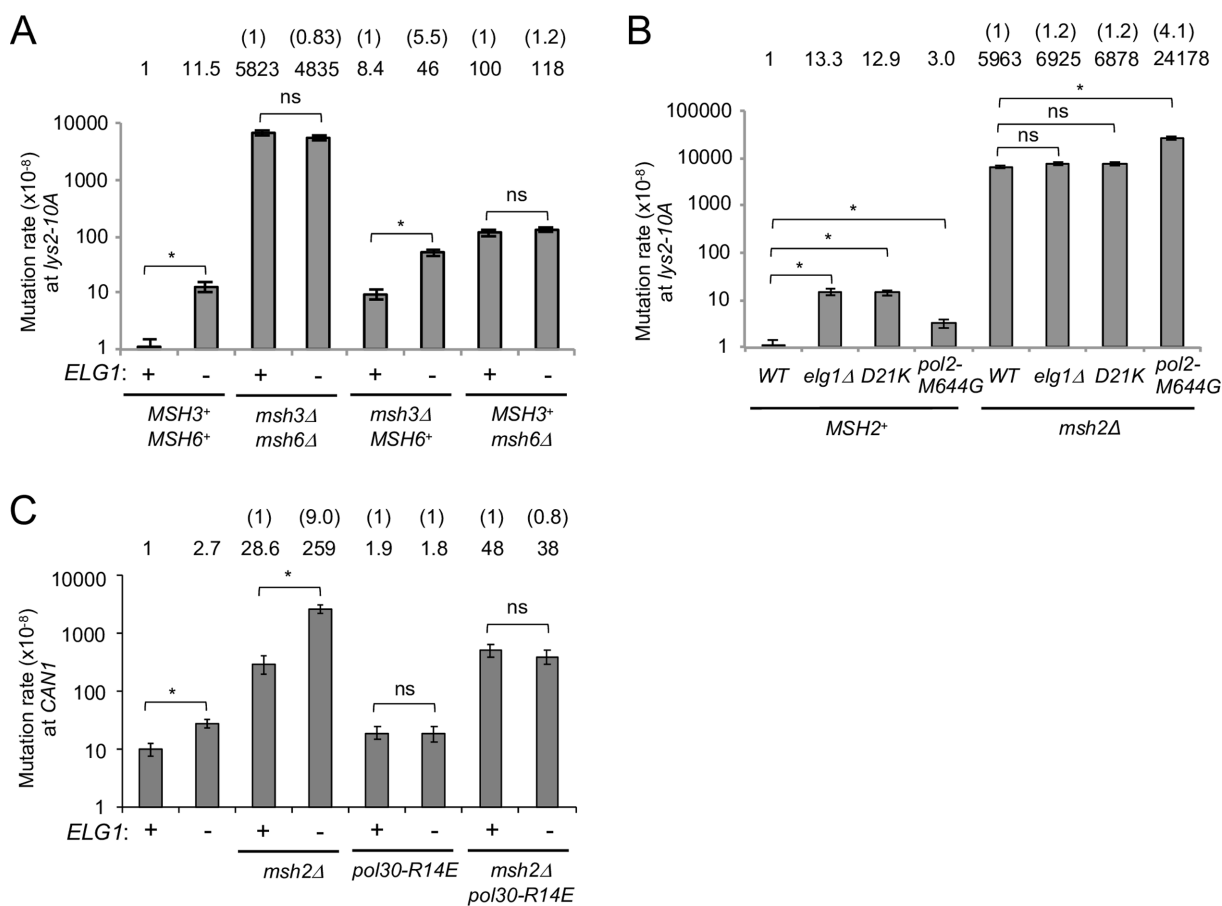 A
(1) (0.83) (1) (5.5) (1) (1.2)
1 11.5 5823 4835 8.4 46 100 118
Mutation rate (x10-8)
at lys2-10A
10000
1000
100
10
1
* ns * ns
ELG1: + - + - + - + -
MSH3+ msh3Δ msh3Δ MSH3+
MSH6+ msh6Δ MSH6+ msh6Δ
B
(1) (1.2) (1.2) (4.1)
1 13.3 12.9 3.0 5963 6925 6878 24178
Mutation rate (x10-8)
at lys2-10A
100000
10000
1000
100
10
1
* * * ns ns *
WT elg1Δ D21K pol2- WT elg1Δ D21K pol2-
M644G M644G
MSH2+ msh2Δ
C
(1) (9.0) (1) (1) (1) (0.8)
1 2.7 28.6 259 1.9 1.8 48 38
Mutation rate (x10-8)
at CAN1
10000
1000
100
10
1
* * ns ns
ELG1: + - + - + - + -
msh2Δ pol30-R14E msh2Δ
pol30-R14E